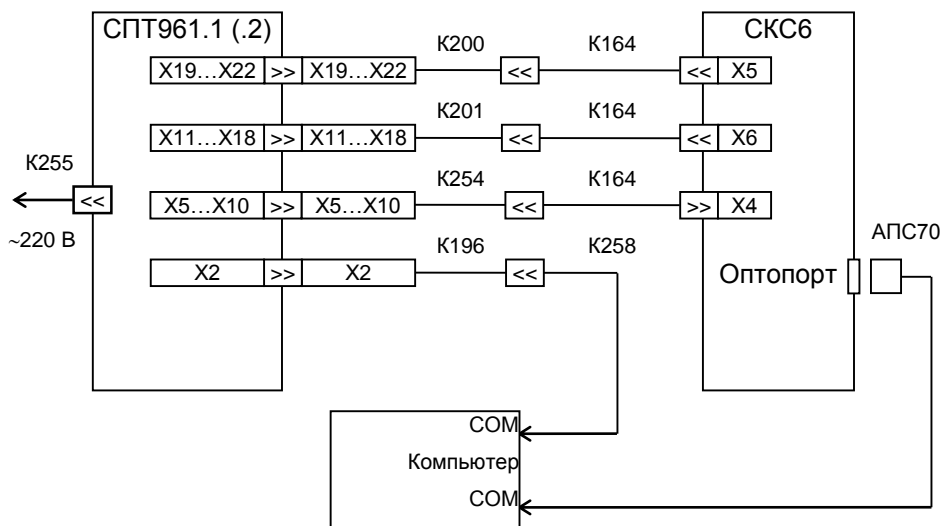 СПТ961.1 (.2)
СКС6
К200
К164
X19...X22 >> X19...X22 << << X5
К201
К164
X11...X18 >> X11...X18 << << X6
К255
К254
К164
<< X5...X10 >> X5...X10 << >> X4
~220 В
К196
К258
АПС70
X2 >> X2 <<
Оптопорт
COM
Компьютер
COM